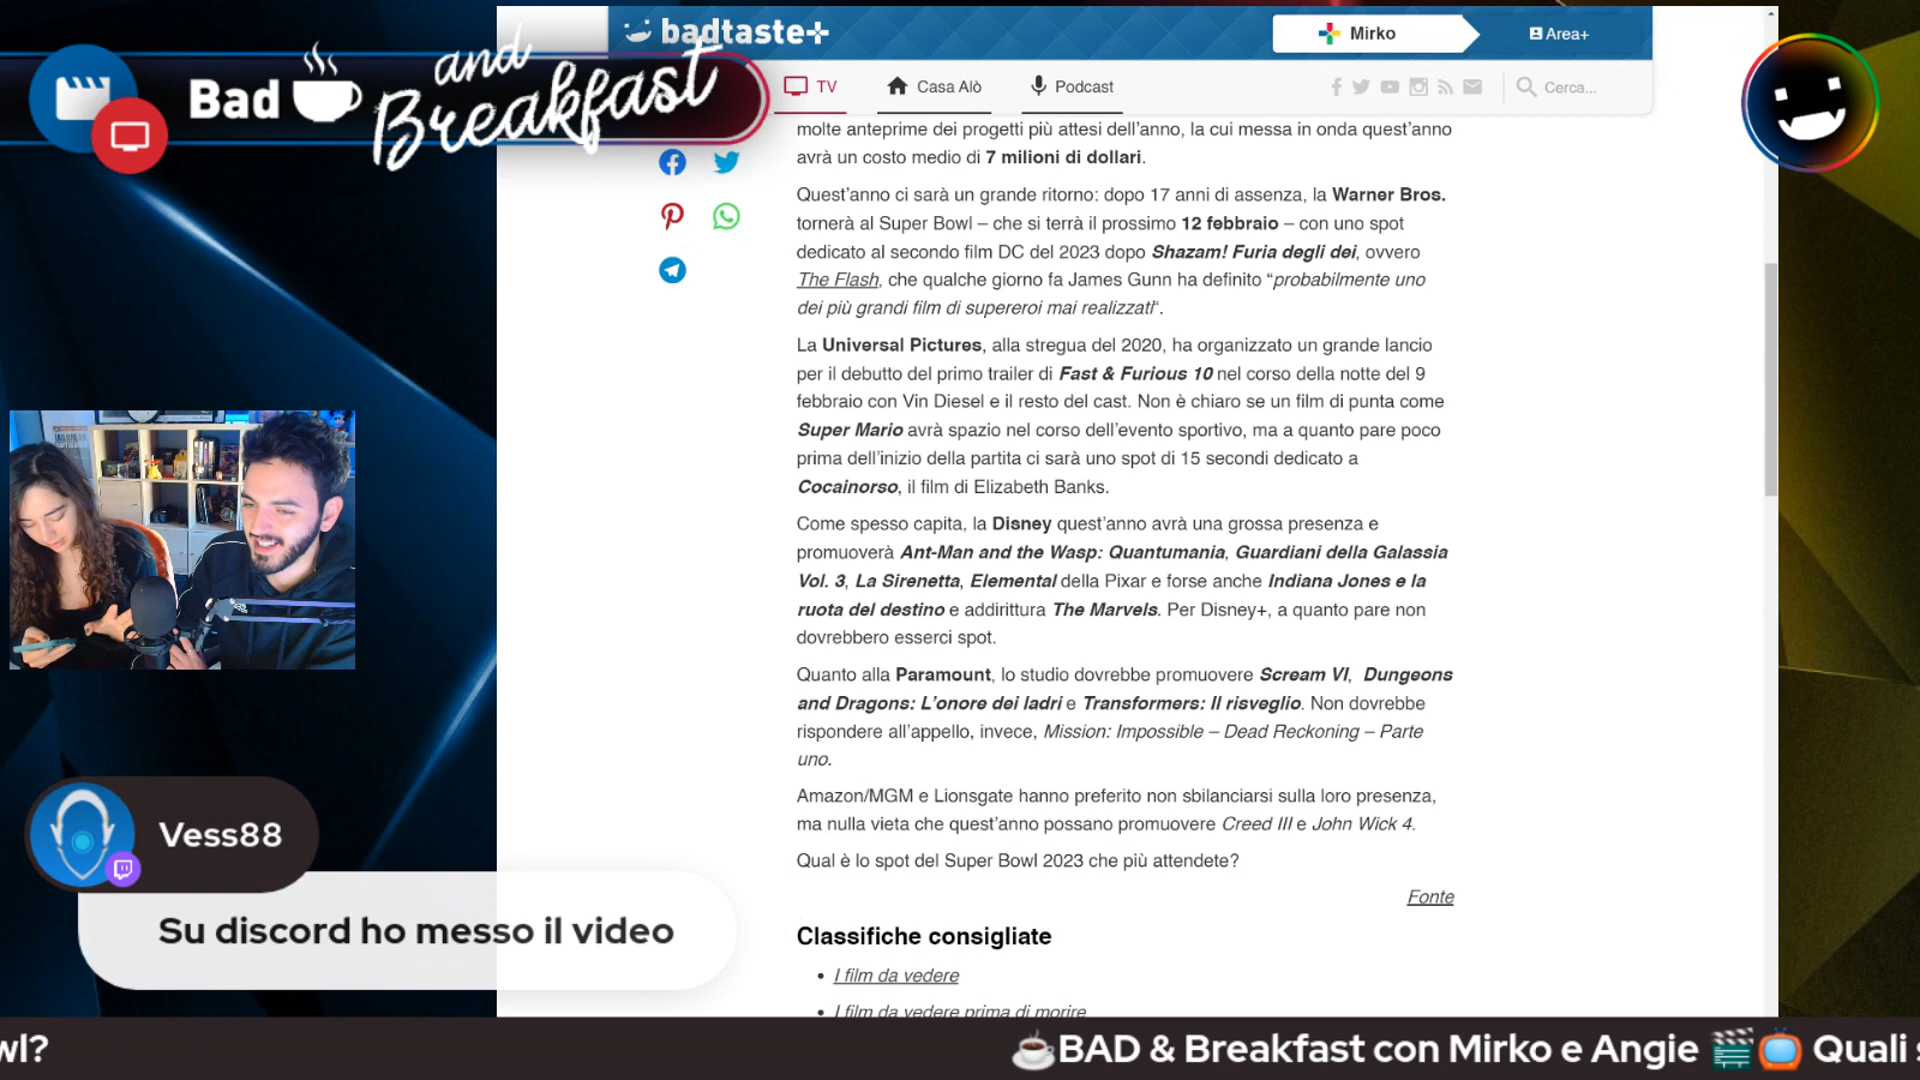 Bad and Breakfast
badtaste+
Mirko
Area+
TV
Casa Alò
Podcast
Cerca...
molte anteprime dei progetti più attesi dell'anno, la cui messa in onda quest'anno
avrà un costo medio di 7 milioni di dollari.
Quest'anno ci sarà un grande ritorno: dopo 17 anni di assenza, la Warner Bros.
tornerà al Super Bowl – che si terrà il prossimo 12 febbraio – con uno spot
dedicato al secondo film DC del 2023 dopo Shazam! Furia degli dei, ovvero
The Flash, che qualche giorno fa James Gunn ha definito “probabilmente uno
dei più grandi film di supereroi mai realizzati“.
La Universal Pictures, alla stregua del 2020, ha organizzato un grande lancio
per il debutto del primo trailer di Fast & Furious 10 nel corso della notte del 9
febbraio con Vin Diesel e il resto del cast. Non è chiaro se un film di punta come
Super Mario avrà spazio nel corso dell'evento sportivo, ma a quanto pare poco
prima dell'inizio della partita ci sarà uno spot di 15 secondi dedicato a
Cocainorso, il film di Elizabeth Banks.
Come spesso capita, la Disney quest'anno avrà una grossa presenza e
promuoverà Ant-Man and the Wasp: Quantumania, Guardiani della Galassia
Vol. 3, La Sirenetta, Elemental della Pixar e forse anche Indiana Jones e la
ruota del destino e addirittura The Marvels. Per Disney+, a quanto pare non
dovrebbero esserci spot.
Quanto alla Paramount, lo studio dovrebbe promuovere Scream VI, Dungeons
and Dragons: L'onore dei ladri e Transformers: Il risveglio. Non dovrebbe
rispondere all'appello, invece, Mission: Impossible – Dead Reckoning – Parte
uno.
Amazon/MGM e Lionsgate hanno preferito non sbilanciarsi sulla loro presenza,
ma nulla vieta che quest'anno possano promuovere Creed III e John Wick 4.
Qual è lo spot del Super Bowl 2023 che più attendete?
Fonte
Classifiche consigliate
• I film da vedere
• I film da vedere prima di morire
Vess88
Su discord ho messo il video
wl?
☕BAD & Breakfast con Mirko e Angie 🎬📺 Quali s